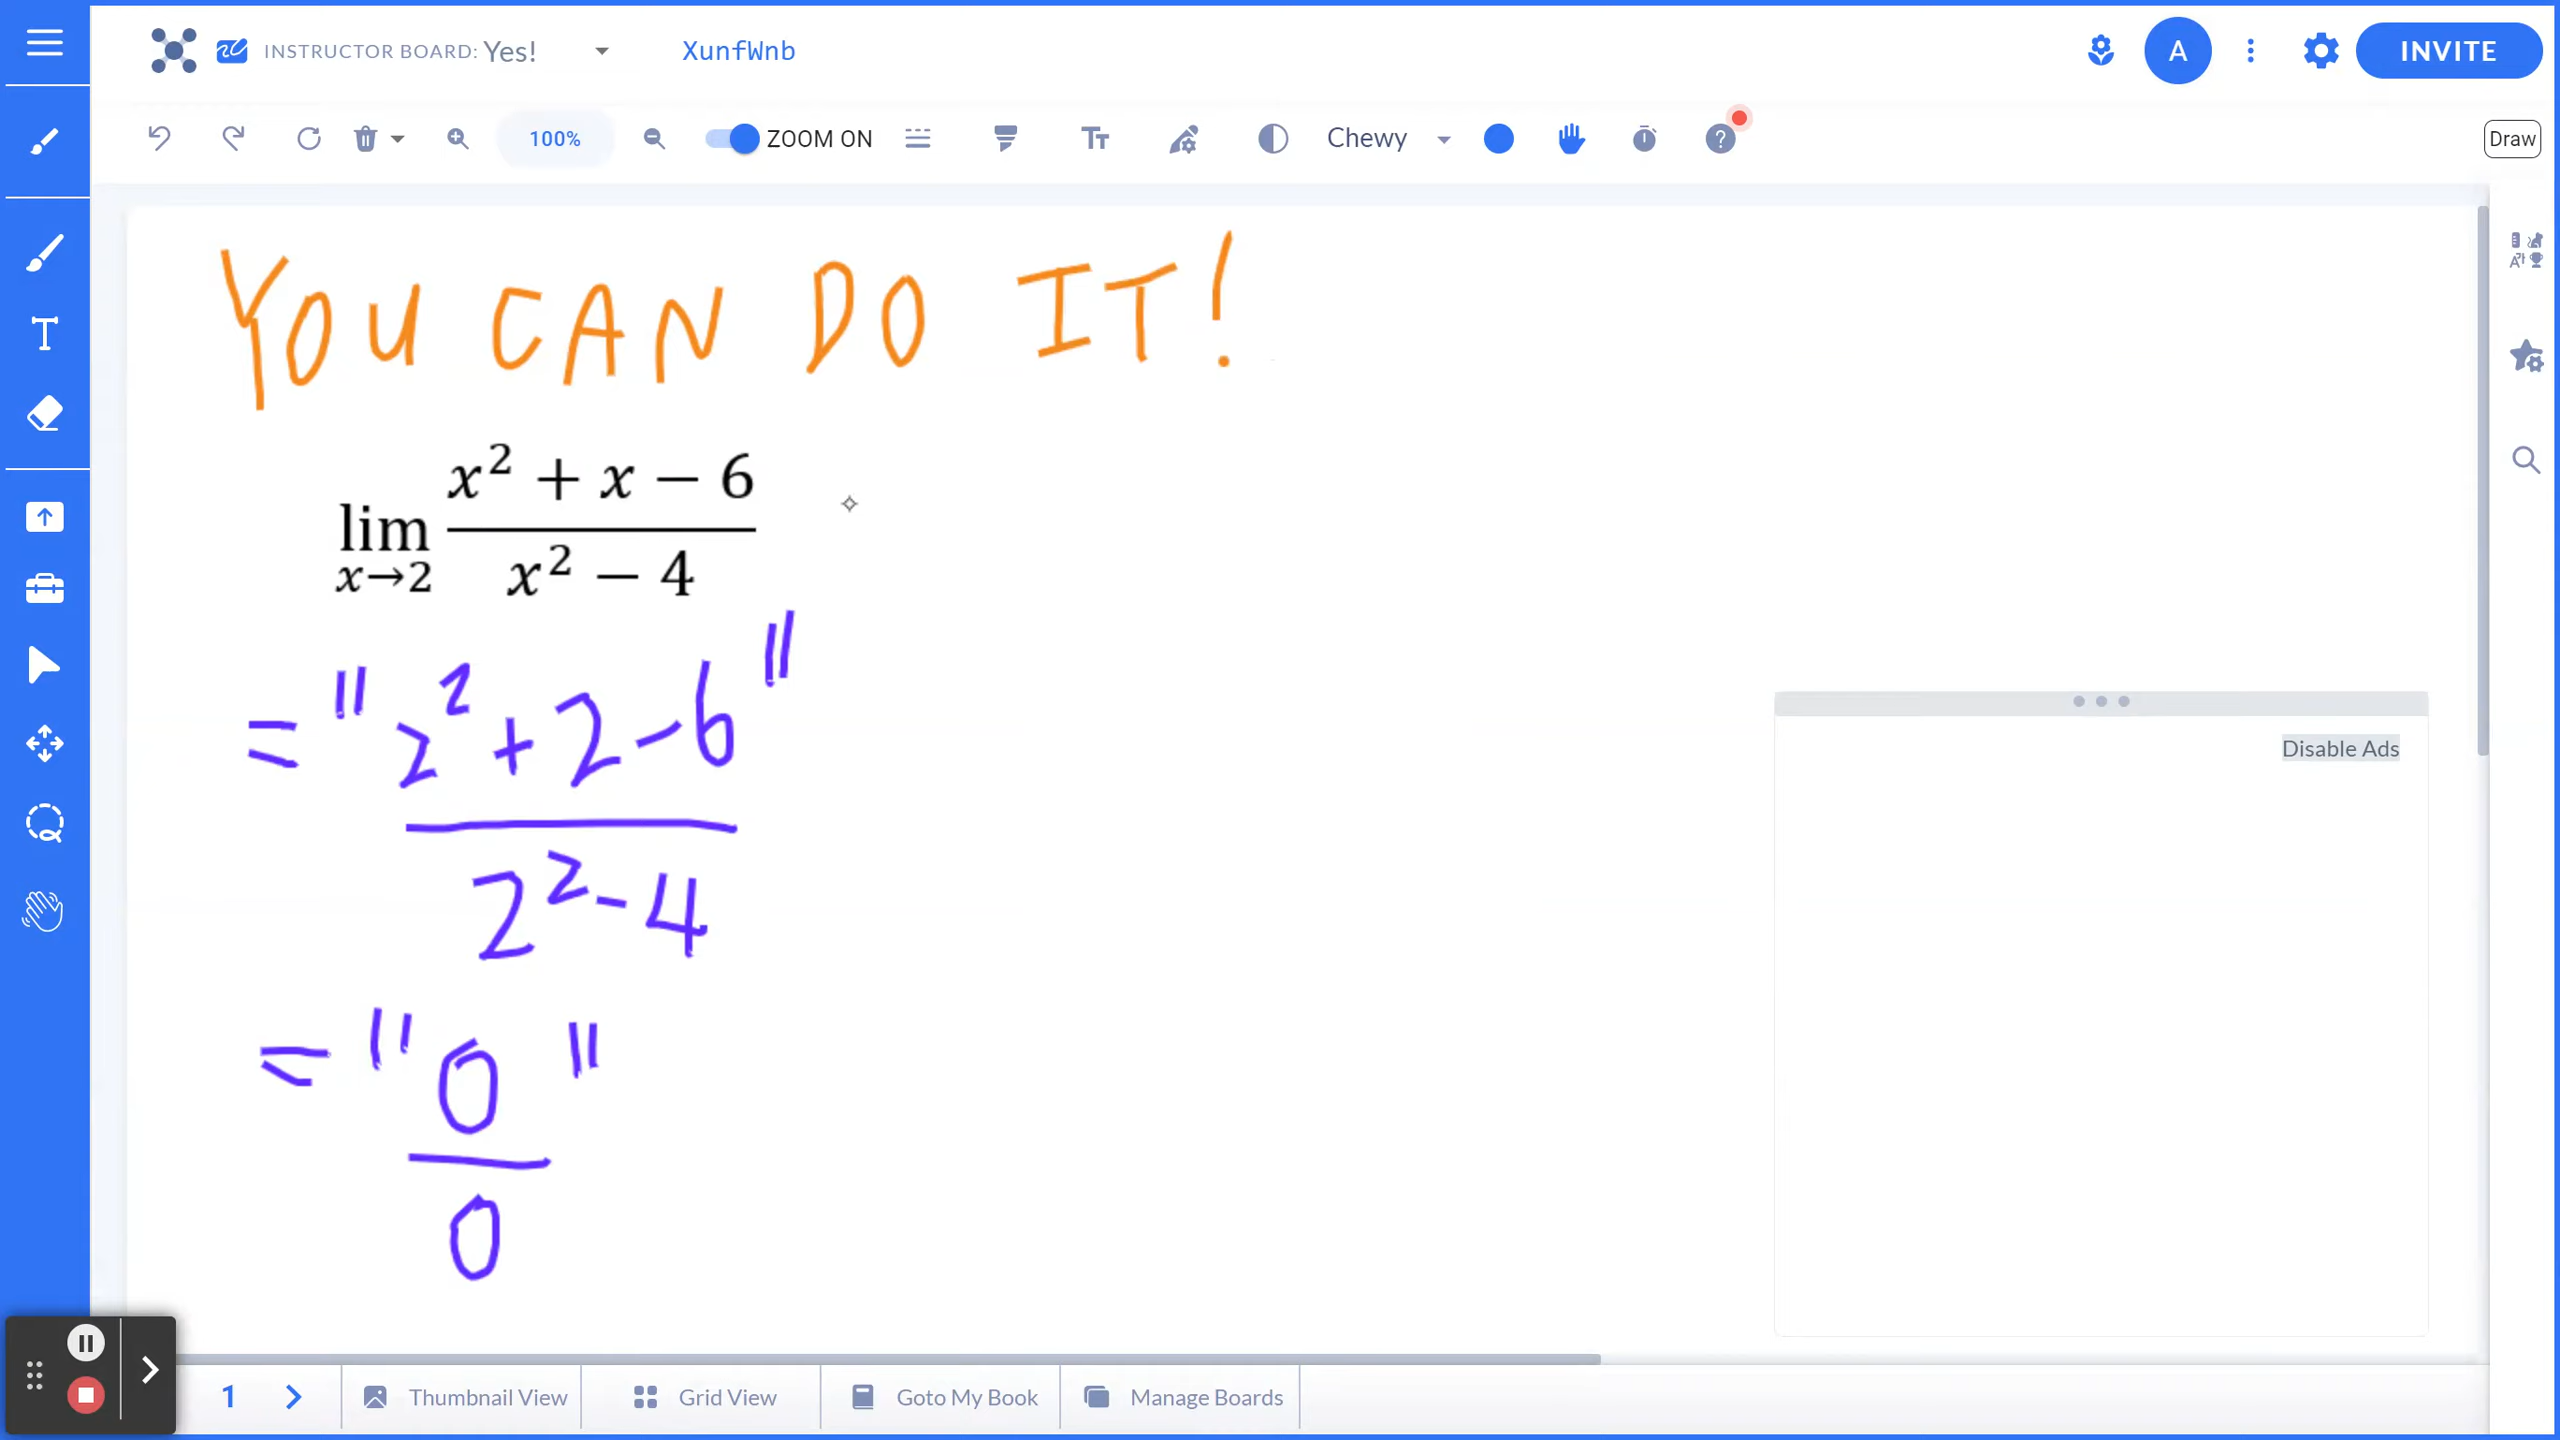 INSTRUCTOR BOARD: Yes! XunfWnb A INVITE
100% ZOOM ON Tт Chewy ? Draw
YOU CAN DO IT!
T
lim x→2 (x² + x − 6)/(x² − 4)
= "(2² + 2 − 6)/(2² − 4)"
Disable Ads
= "0/0"
1 Thumbnail View Grid View Goto My Book Manage Boards